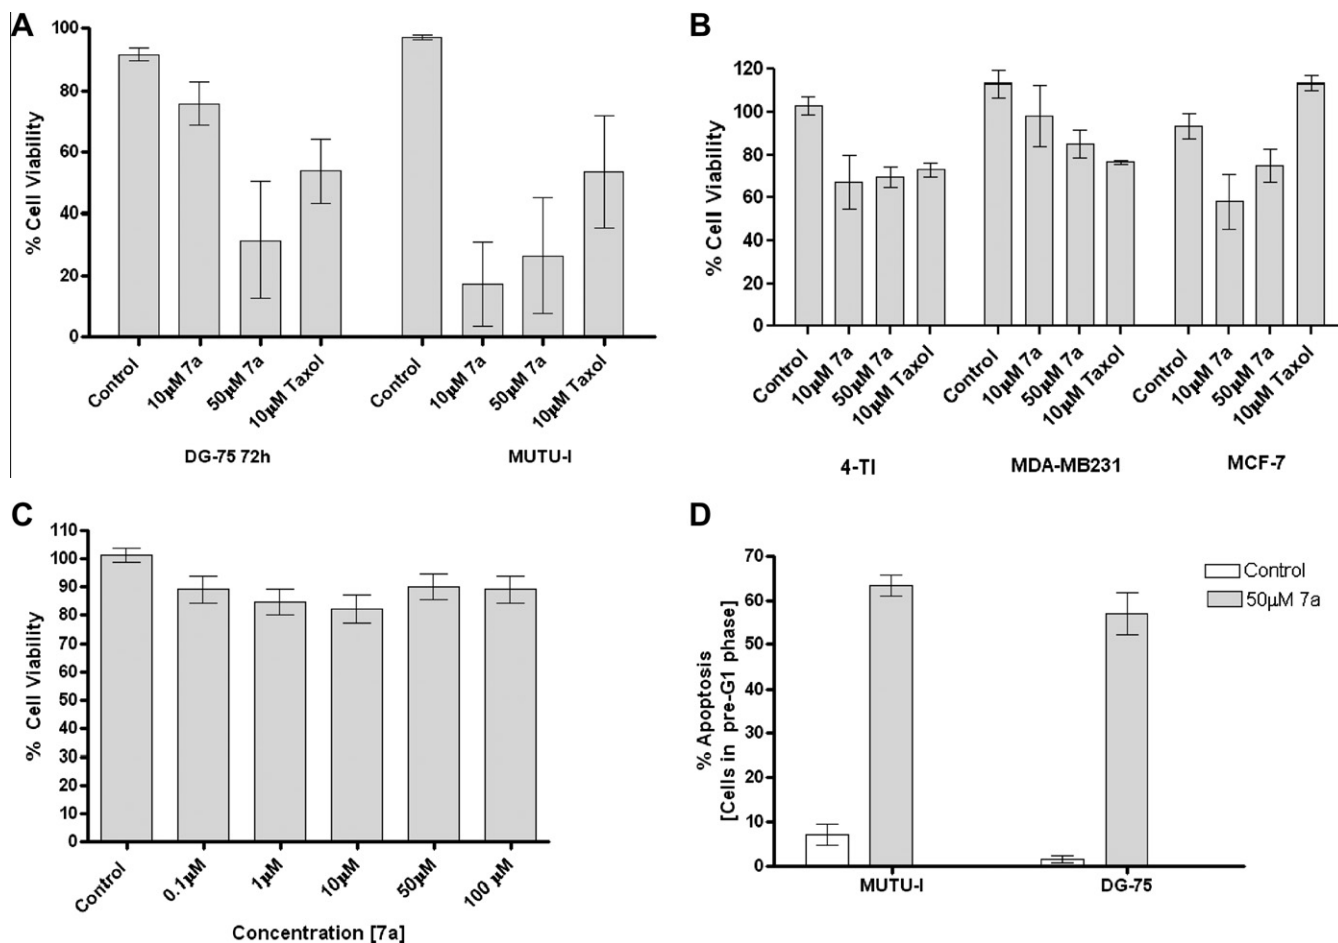 A
% Cell Viability
100
80
60
40
20
0
Control
10µM 7a
50µM 7a
10µM Taxol
Control
10µM 7a
50µM 7a
10µM Taxol
DG-75 72h
MUTU-I
B
% Cell Viability
120
100
80
60
40
20
0
Control
10µM 7a
50µM 7a
10µM Taxol
Control
10µM 7a
50µM 7a
10µM Taxol
Control
10µM 7a
50µM 7a
10µM Taxol
4-TI
MDA-MB231
MCF-7
C
% Cell Viability
110
100
90
80
70
60
50
40
30
20
10
0
Control
0.1µM
1µM
10µM
50µM
100 µM
Concentration [7a]
D
% Apoptosis
[Cells in pre-G1 phase]
70
60
50
40
30
20
10
0
MUTU-I
DG-75
Control
50µM 7a